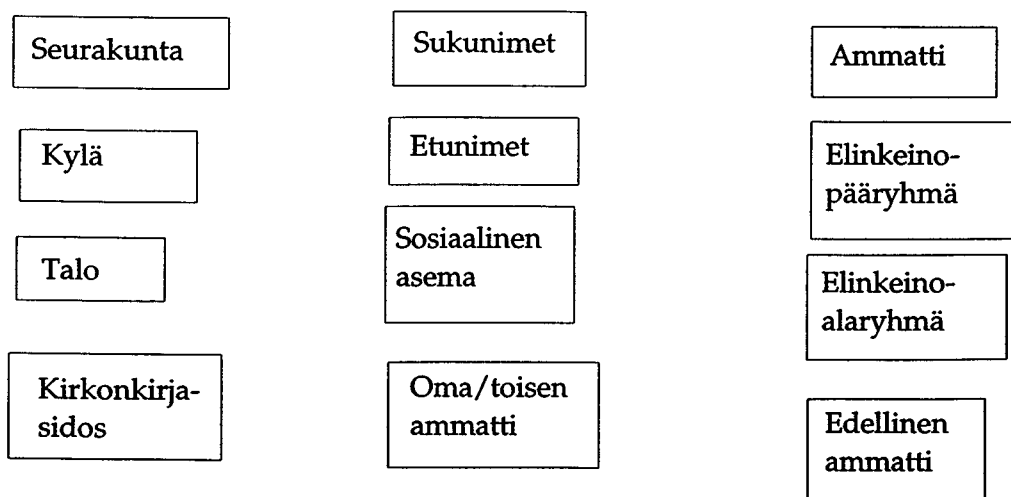 Seurakunta
Kylä
Talo
Kirkonkirja-
sidos
Sukunimet
Etunimet
Sosiaalinen
asema
Oma/toisen
ammatti
Ammatti
Elinkeino-
pääryhmä
Elinkeino-
alaryhmä
Edellinen
ammatti